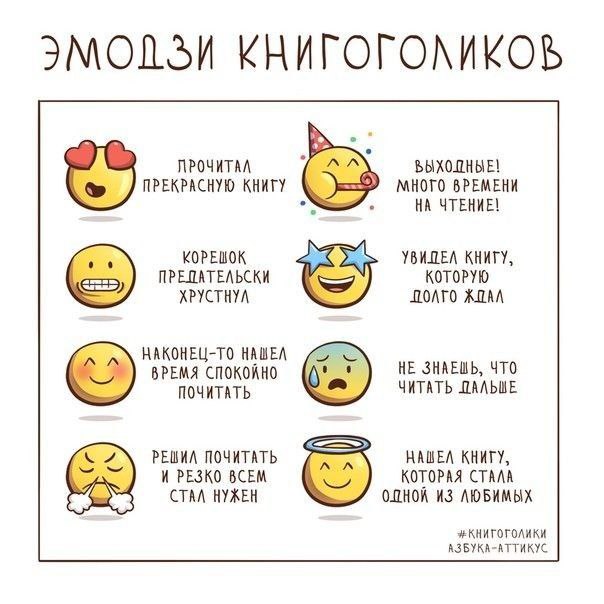 ЭМОДЗИ КНИГОГОЛИКОВ
ПРОЧИТАЛ
ПРЕКРАСНУЮ КНИГУ
ВЫХОДНЫЕ!
МНОГО ВРЕМЕНИ
НА ЧТЕНИЕ!
КОРЕШОК
ПРЕДАТЕЛЬСКИ
ХРУСТНУЛ
УВИДЕЛ КНИГУ,
КОТОРУЮ
ДОЛГО ЖДАЛ
НАКОНЕЦ-ТО НАШЕЛ
ВРЕМЯ СПОКОЙНО
ПОЧИТАТЬ
НЕ ЗНАЕШЬ, ЧТО
ЧИТАТЬ ДАЛЬШЕ
РЕШИЛ ПОЧИТАТЬ
И РЕЗКО ВСЕМ
СТАЛ НУЖЕН
НАШЕЛ КНИГУ,
КОТОРАЯ СТАЛА
ОДНОЙ ИЗ ЛЮБИМЫХ
#КНИГОГОЛИКИ
АЗБУКА-АТТИКУС